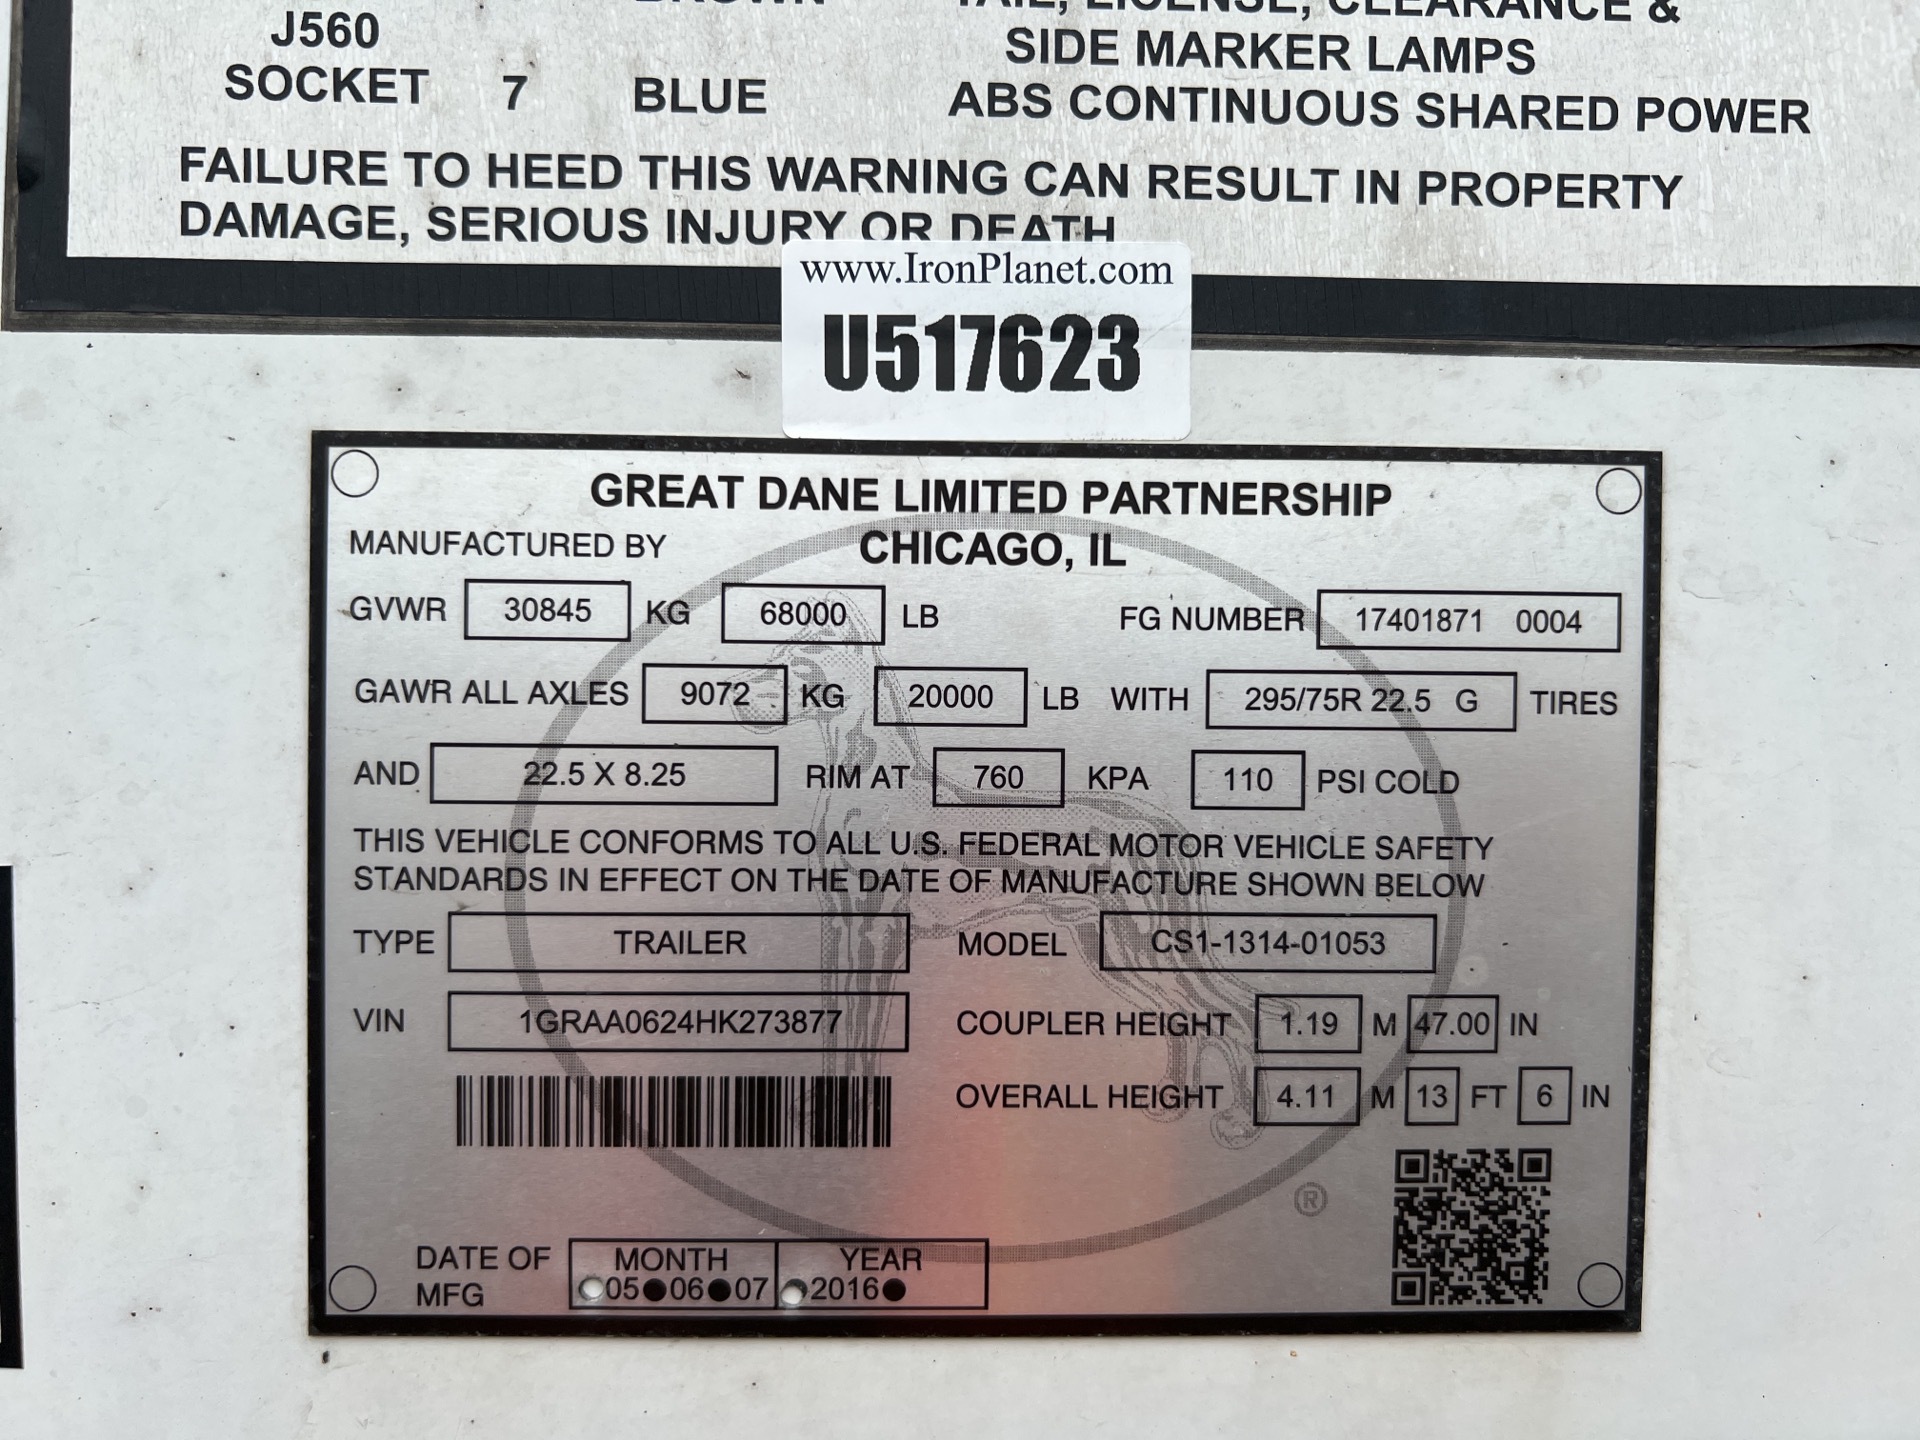 BROWN TAIL, LICENSE, CLEARANCE &
J560 SIDE MARKER LAMPS
SOCKET 7 BLUE ABS CONTINUOUS SHARED POWER
FAILURE TO HEED THIS WARNING CAN RESULT IN PROPERTY
DAMAGE, SERIOUS INJURY OR DEATH
www.IronPlanet.com
U517623
GREAT DANE LIMITED PARTNERSHIP
MANUFACTURED BY CHICAGO, IL
GVWR 30845 KG 68000 LB FG NUMBER 17401871 0004
GAWR ALL AXLES 9072 KG 20000 LB WITH 295/75R 22.5 G TIRES
AND 22.5 X 8.25 RIM AT 760 KPA 110 PSI COLD
THIS VEHICLE CONFORMS TO ALL U.S. FEDERAL MOTOR VEHICLE SAFETY
STANDARDS IN EFFECT ON THE DATE OF MANUFACTURE SHOWN BELOW
TYPE TRAILER MODEL CS1-1314-01053
VIN 1GRAA0624HK273877 COUPLER HEIGHT 1.19 M 47.00 IN
OVERALL HEIGHT 4.11 M 13 FT 6 IN
®
DATE OF MONTH YEAR
MFG 05 06 07 2016